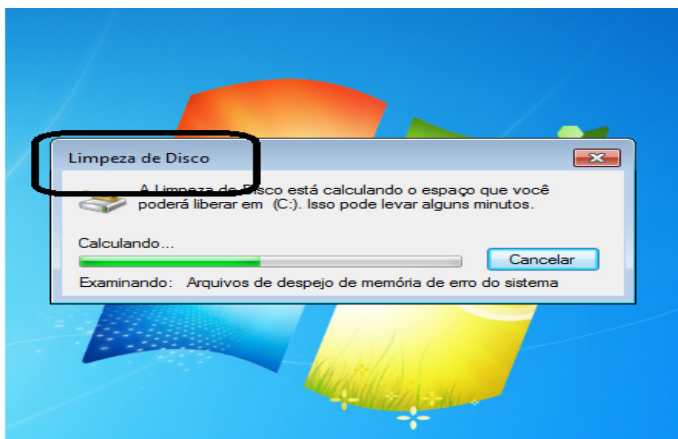 Limpeza de Disco
A Limpeza de Disco está calculando o espaço que você
poderá liberar em (C:). Isso pode levar alguns minutos.
Calculando...
Cancelar
Examinando: Arquivos de despejo de memória de erro do sistema